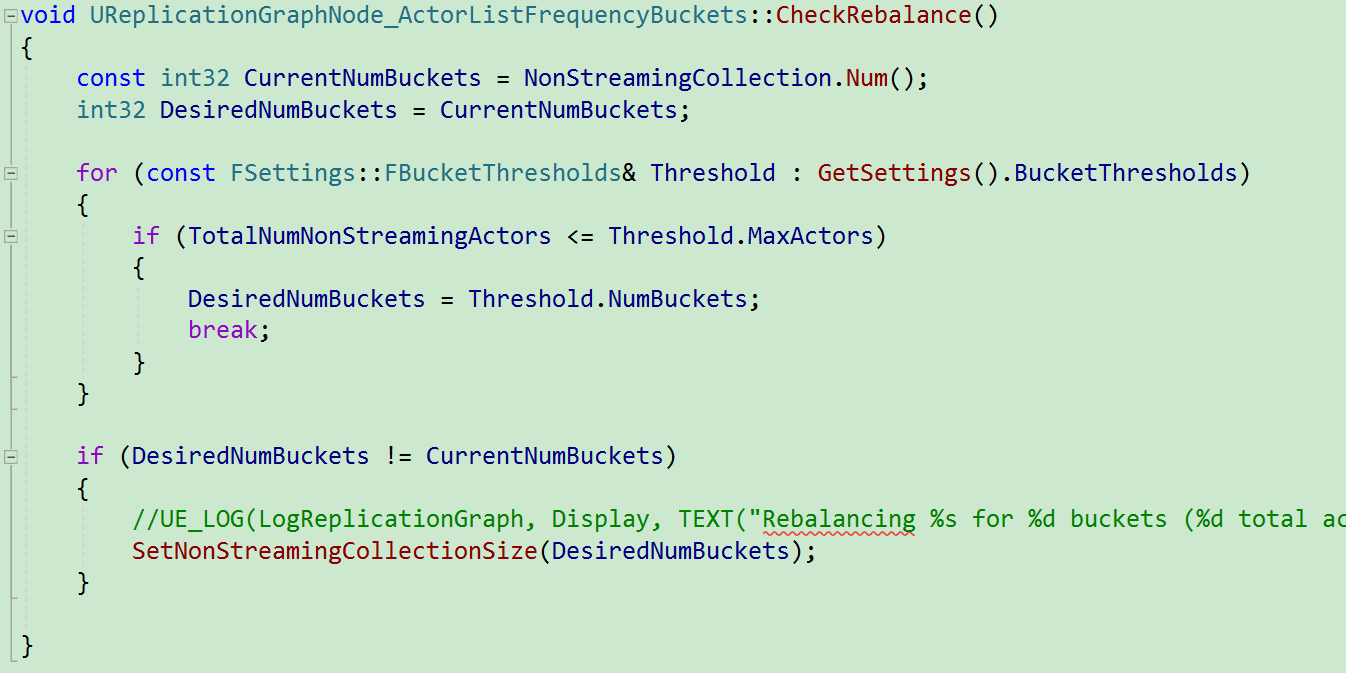 void UReplicationGraphNode_ActorListFrequencyBuckets::CheckRebalance()
{
    const int32 CurrentNumBuckets = NonStreamingCollection.Num();
    int32 DesiredNumBuckets = CurrentNumBuckets;

    for (const FSettings::FBucketThresholds& Threshold : GetSettings().BucketThresholds)
    {
        if (TotalNumNonStreamingActors <= Threshold.MaxActors)
        {
            DesiredNumBuckets = Threshold.NumBuckets;
            break;
        }
    }

    if (DesiredNumBuckets != CurrentNumBuckets)
    {
        //UE_LOG(LogReplicationGraph, Display, TEXT("Rebalancing %s for %d buckets (%d total ac
        SetNonStreamingCollectionSize(DesiredNumBuckets);
    }

}